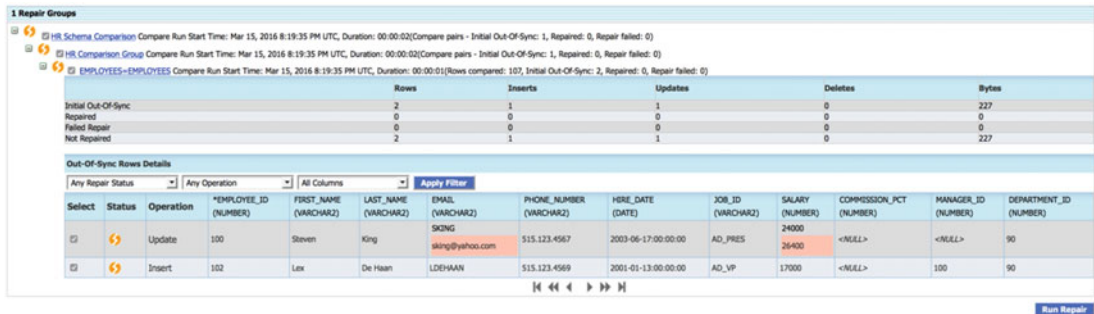 1 Repair Groups
HR Schema Comparison Compare Run Start Time: Mar 15, 2016 8:19:35 PM UTC, Duration: 00:00:02(Compare pairs - Initial Out-Of-Sync: 1, Repaired: 0, Repair failed: 0)
HR Comparison Group Compare Run Start Time: Mar 15, 2016 8:19:35 PM UTC, Duration: 00:00:02(Compare pairs - Initial Out-Of-Sync: 1, Repaired: 0, Repair failed: 0)
EMPLOYEES=EMPLOYEES Compare Run Start Time: Mar 15, 2016 8:19:35 PM UTC, Duration: 00:00:01(Rows compared: 107, Initial Out-Of-Sync: 2, Repaired: 0, Repair failed: 0)
Rows Inserts Updates Deletes Bytes
Initial Out-Of-Sync 2 1 1 0 227
Repaired 0 0 0 0 0
Failed Repair 0 0 0 0 0
Not Repaired 2 1 1 0 227
Out-Of-Sync Rows Details
Any Repair Status Any Operation All Columns Apply Filter
Select Status Operation *EMPLOYEE_ID (NUMBER) FIRST_NAME (VARCHAR2) LAST_NAME (VARCHAR2) EMAIL (VARCHAR2) PHONE_NUMBER (VARCHAR2) HIRE_DATE (DATE) JOB_ID (VARCHAR2) SALARY (NUMBER) COMMISSION_PCT (NUMBER) MANAGER_ID (NUMBER) DEPARTMENT_ID (NUMBER)
Update 100 Steven King SKING sking@yahoo.com 515.123.4567 2003-06-17:00:00:00 AD_PRES 24000 26400 <NULL> <NULL> 90
Insert 102 Lex De Haan LDEHAAN 515.123.4569 2001-01-13:00:00:00 AD_VP 17000 <NULL> 100 90
Run Repair